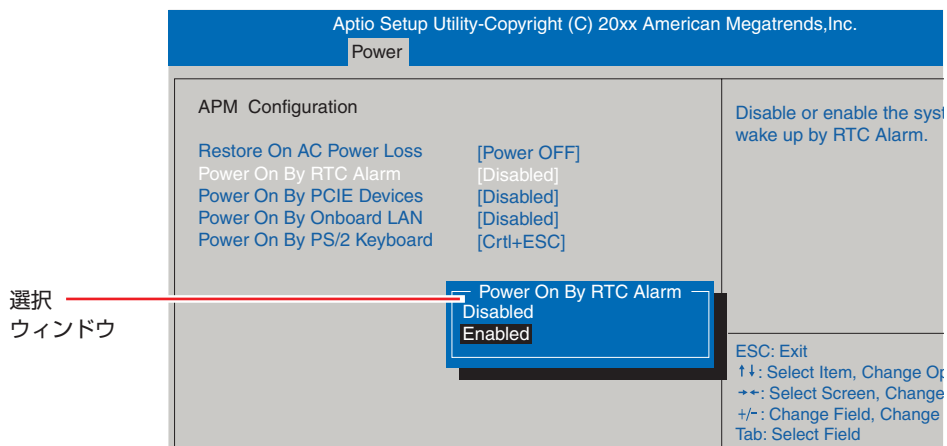 Aptio Setup Utility-Copyright (C) 20xx American Megatrends,Inc.
Power
APM Configuration
Restore On AC Power Loss [Power OFF]
Power On By RTC Alarm [Disabled]
Power On By PCIE Devices [Disabled]
Power On By Onboard LAN [Disabled]
Power On By PS/2 Keyboard [Crtl+ESC]
Disable or enable the syst
wake up by RTC Alarm.
選択
ウィンドウ
Power On By RTC Alarm
Disabled
Enabled
ESC: Exit
↑↓: Select Item, Change Op
→←: Select Screen, Change
+/-: Change Field, Change
Tab: Select Field